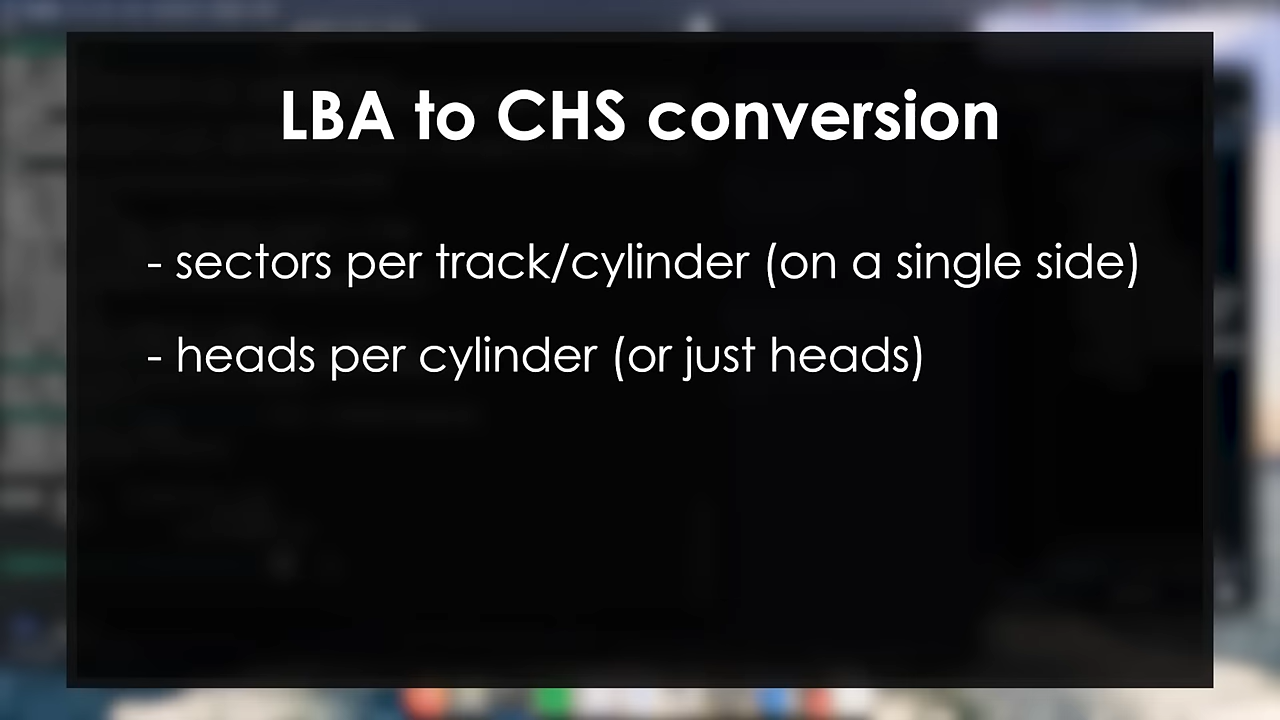 LBA to CHS conversion
- sectors per track/cylinder (on a single side)
- heads per cylinder (or just heads)